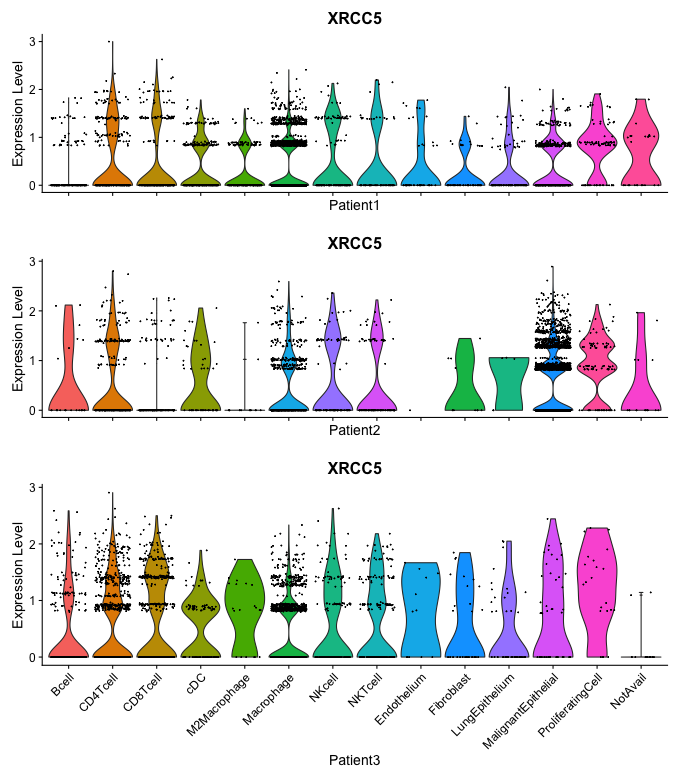 XRCC5
Expression Level
3
2
1
0
Patient1
XRCC5
Expression Level
3
2
1
0
Patient2
XRCC5
Expression Level
3
2
1
0
Bcell
CD4Tcell
CD8Tcell
cDC
M2Macrophage
Macrophage
NKcell
NKTcell
Endothelium
Fibroblast
LungEpithelium
MalignantEpithelial
ProliferatingCell
NotAvail
Patient3